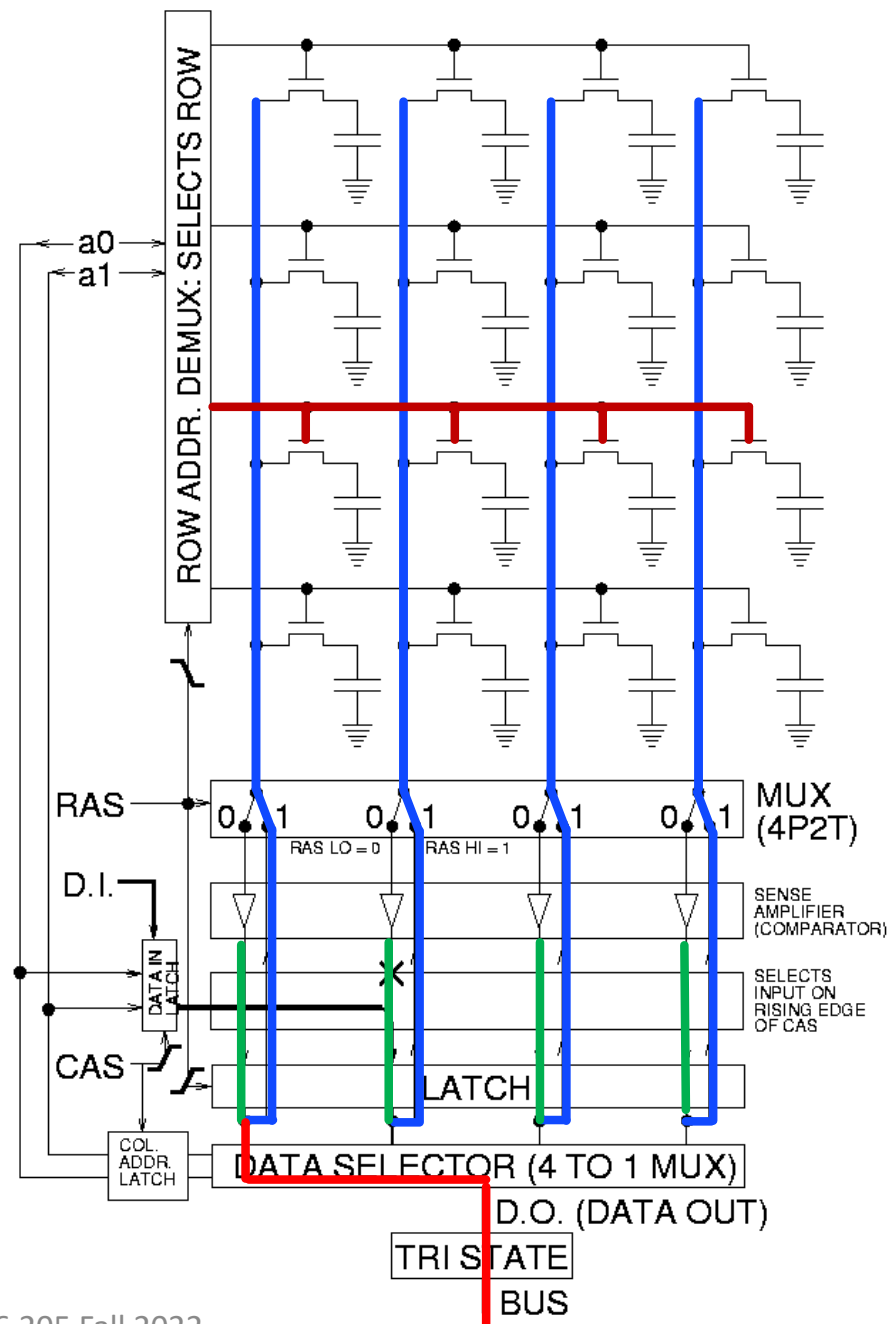 ROW ADDR. DEMUX: SELECTS ROW
a0
a1
RAS
0 1 0 1 0 1 0 1
MUX
(4P2T)
RAS LO = 0
RAS HI = 1
D.I.
SENSE
AMPLIFIER
(COMPARATOR)
DATA IN
LATCH
SELECTS
INPUT ON
RISING EDGE
OF CAS
CAS
LATCH
COL.
ADDR.
LATCH
DATA SELECTOR (4 TO 1 MUX)
D.O. (DATA OUT)
TRI STATE
BUS